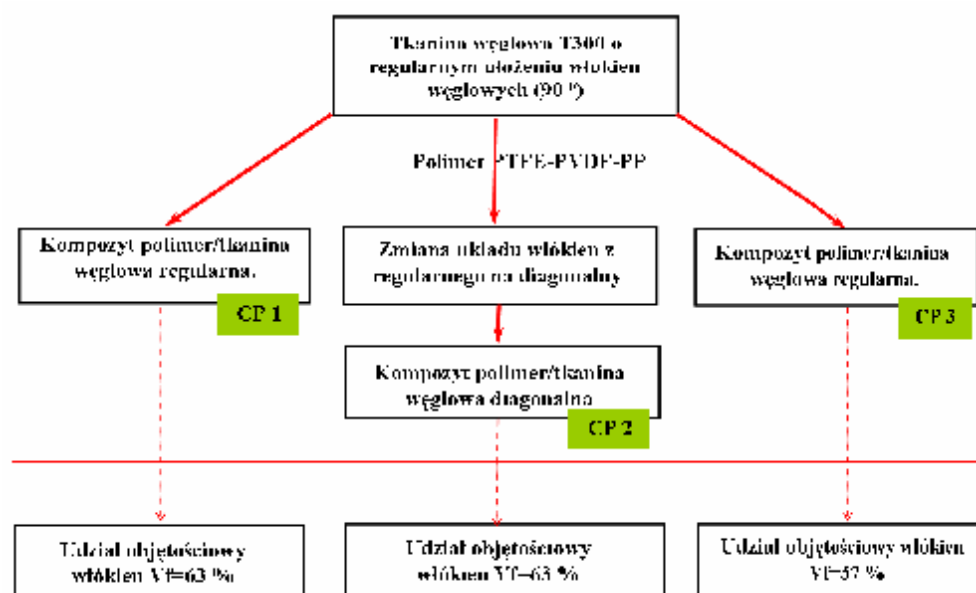 Tkanina węglowa T300 o
regularnym ułożeniu włókien
węglowych (90 °)
Polimer PTFE-PVDF-PP
Kompozyt polimer/tkanina
węglowa regularna.
CP 1
Zmiana układu włókien z
regularnego na diagonalny
Kompozyt polimer/tkanina
węglowa regularna.
CP 3
Kompozyt polimer/tkanina
węglowa diagonalna
CP 2
Udział objętościowy
włókien Vf=63 %
Udział objętościowy
włókien Vf=63 %
Udział objętościowy włókien
Vf=57 %